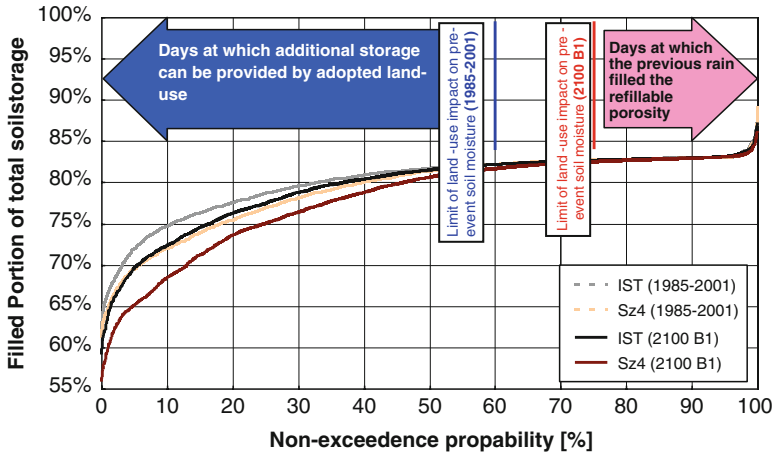 100%
95%
90%
85%
80%
75%
70%
65%
60%
55%
Filled Portion of total soilstorage
Days at which additional storage
can be provided by adopted land-
use
Limit of land -use impact on pre-
event soil moisture (1985-2001)
Limit of land -use impact on pre -
event soil moisture (2100 B1)
Days at which
the previous rain
filled the
refillable
porosity
IST (1985-2001)
Sz4 (1985-2001)
IST (2100 B1)
Sz4 (2100 B1)
0 10 20 30 40 50 60 70 80 90 100
Non-exceedence propability [%]